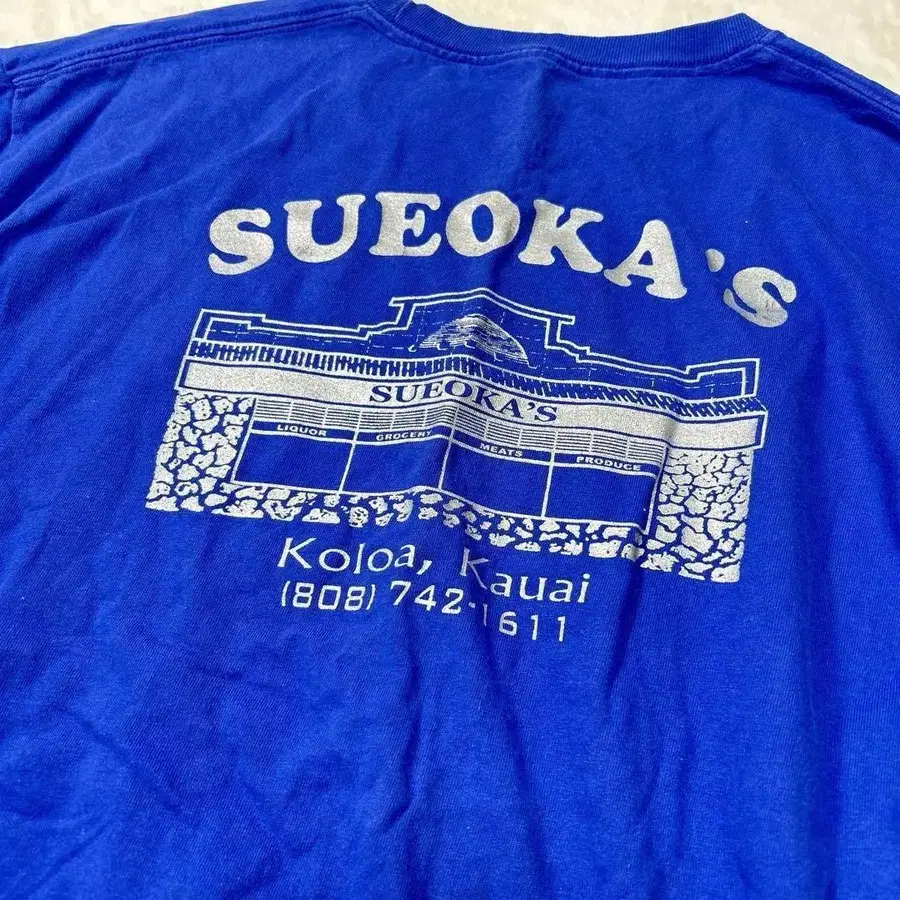 SUEOKA'S
SUEOKA'S
LIQUOR GROCERY MEATS PRODUCE
Koloa, Kauai
(808) 742-1611